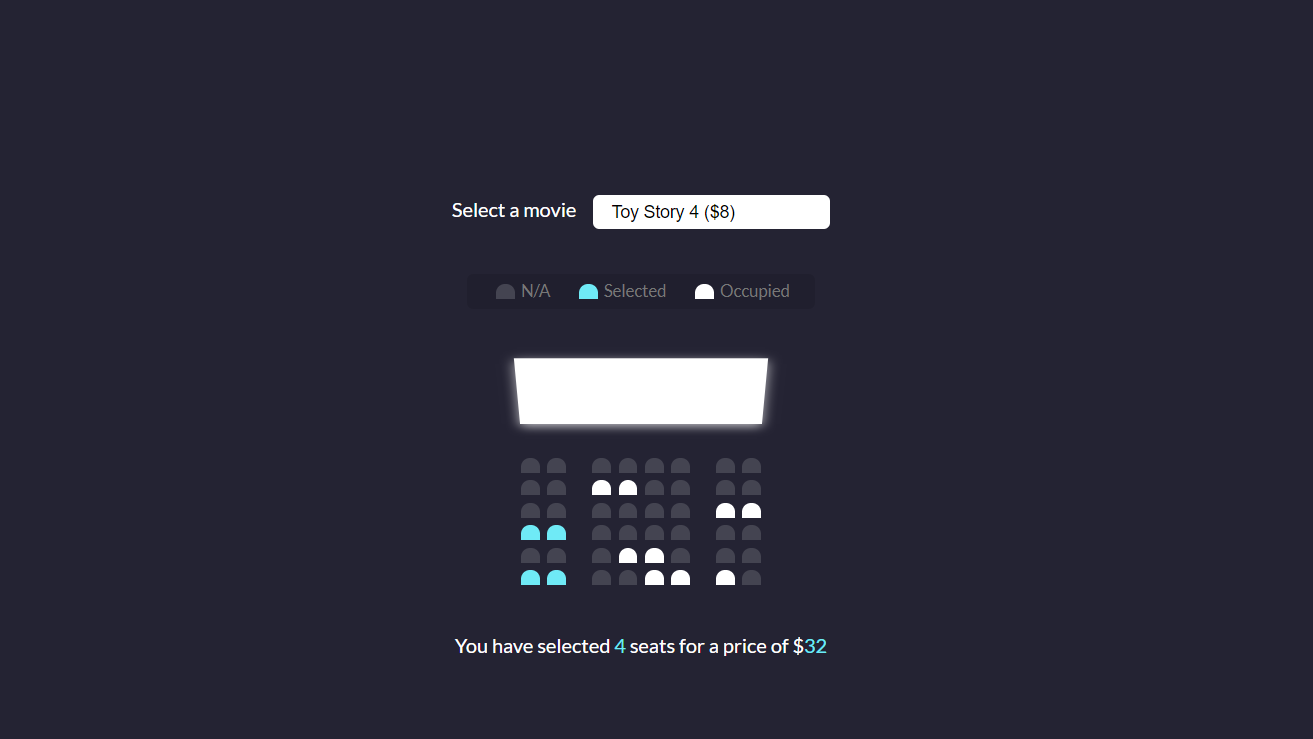 Select a movie Toy Story 4 ($8)
N/A Selected Occupied
You have selected 4 seats for a price of $32